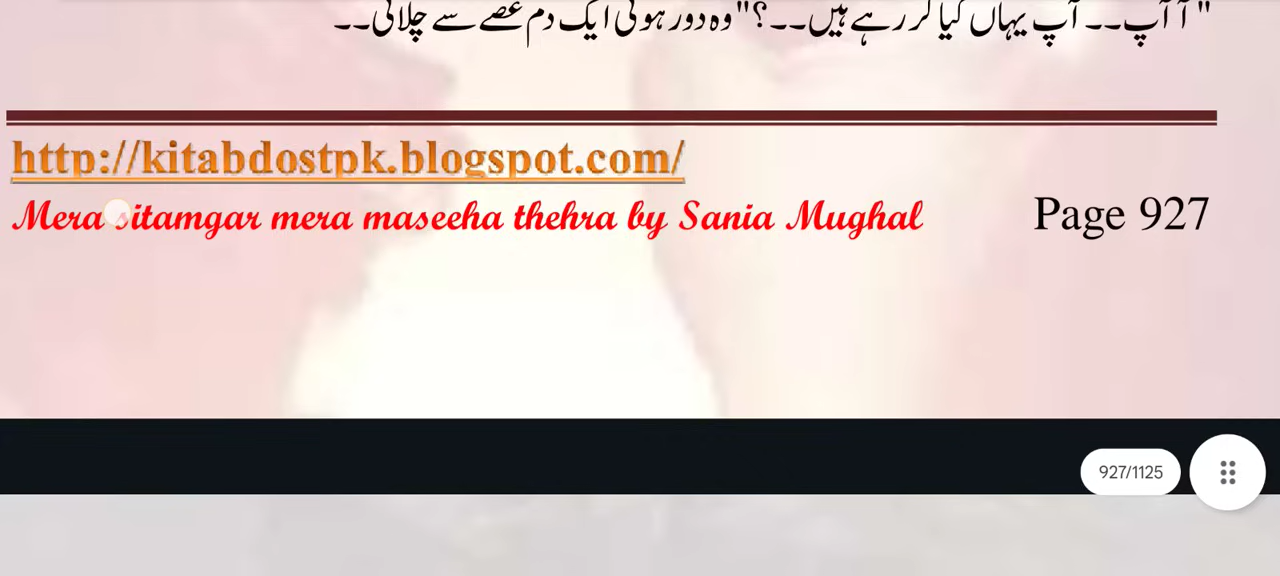 " آ آپ۔۔ آپ یہاں کیا کر رہے ہیں۔۔؟" وہ دور ہوئی ایک دم غصے سے چلائی۔۔
http://kitabdostpk.blogspot.com/
Mera sitamgar mera maseeha thehra by Sania Mughal Page 927
927/1125